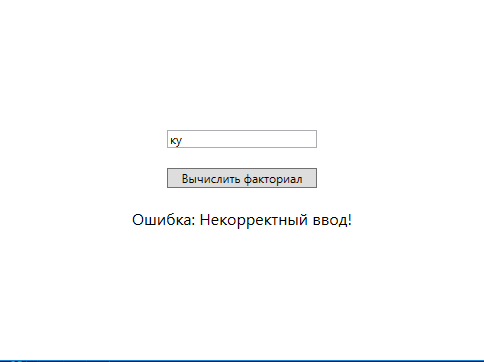 ку
Вычислить факториал
Ошибка: Некорректный ввод!